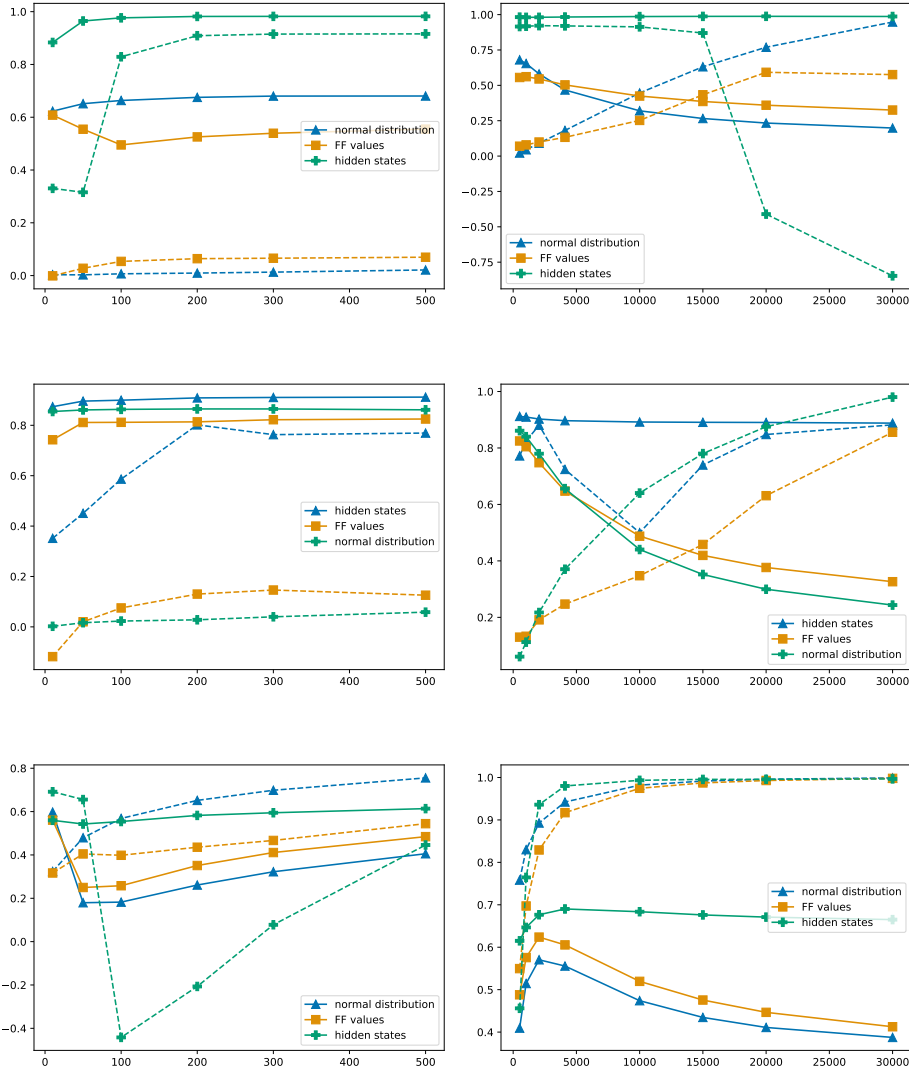 1.0
0.8
0.6
0.4
0.2
0.0
normal distribution
FF values
hidden states
0 100 200 300 400 500
1.00
0.75
0.50
0.25
0.00
−0.25
−0.50
−0.75
normal distribution
FF values
hidden states
0 5000 10000 15000 20000 25000 30000
0.8
0.6
0.4
0.2
0.0
hidden states
FF values
normal distribution
0 100 200 300 400 500
1.0
0.8
0.6
0.4
0.2
hidden states
FF values
normal distribution
0 5000 10000 15000 20000 25000 30000
0.8
0.6
0.4
0.2
0.0
−0.2
−0.4
normal distribution
FF values
hidden states
0 100 200 300 400 500
1.0
0.9
0.8
0.7
0.6
0.5
0.4
normal distribution
FF values
hidden states
0 5000 10000 15000 20000 25000 30000